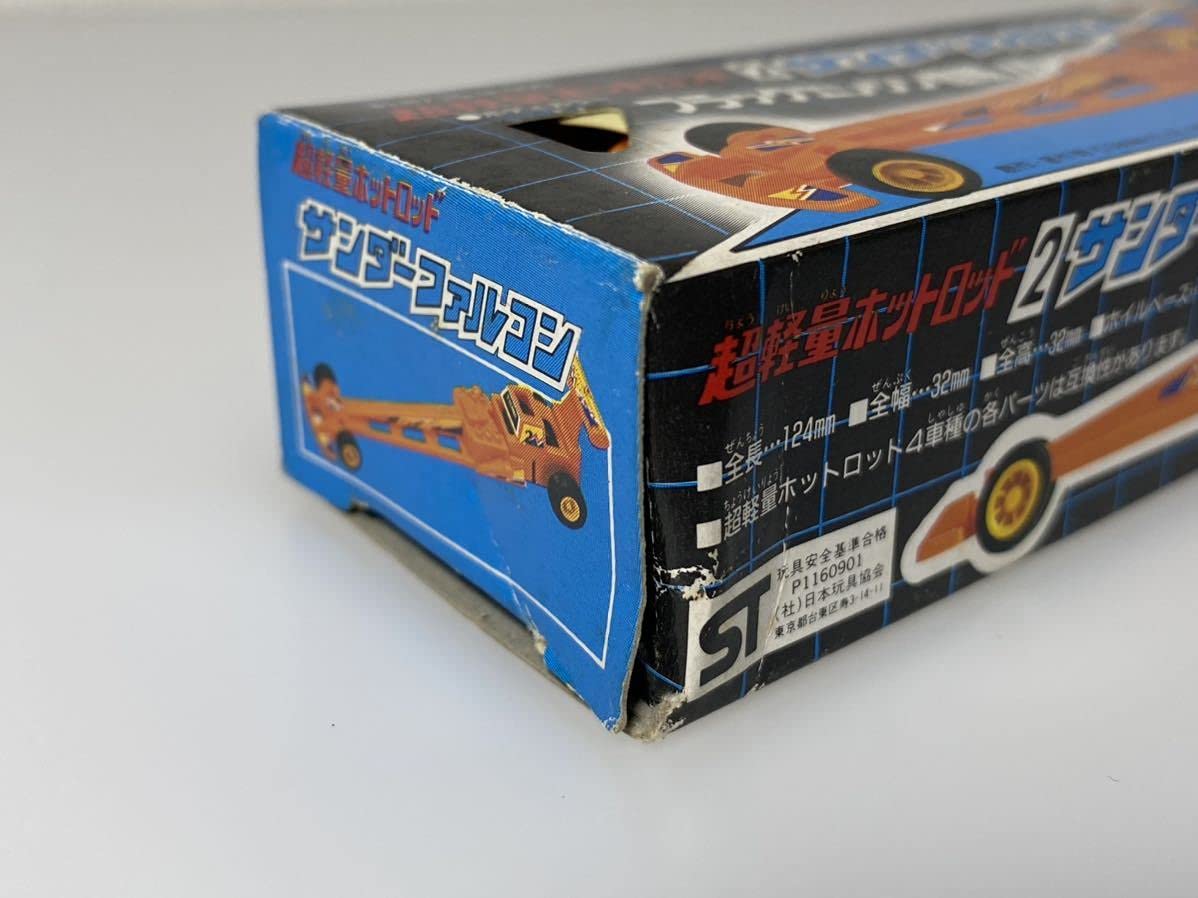 超軽量ホットロッド
サンダーファルコン
2
超軽量ホットロッド 2 サンダ
■全長…124mm ■全幅…32mm ■全高…32mm ■ホイルベース
■超軽量ホットロット4車種の各パーツは互換性があります。
ST
玩具安全基準合格
P1160901
(社)日本玩具協会
東京都台東区寿3-14-11